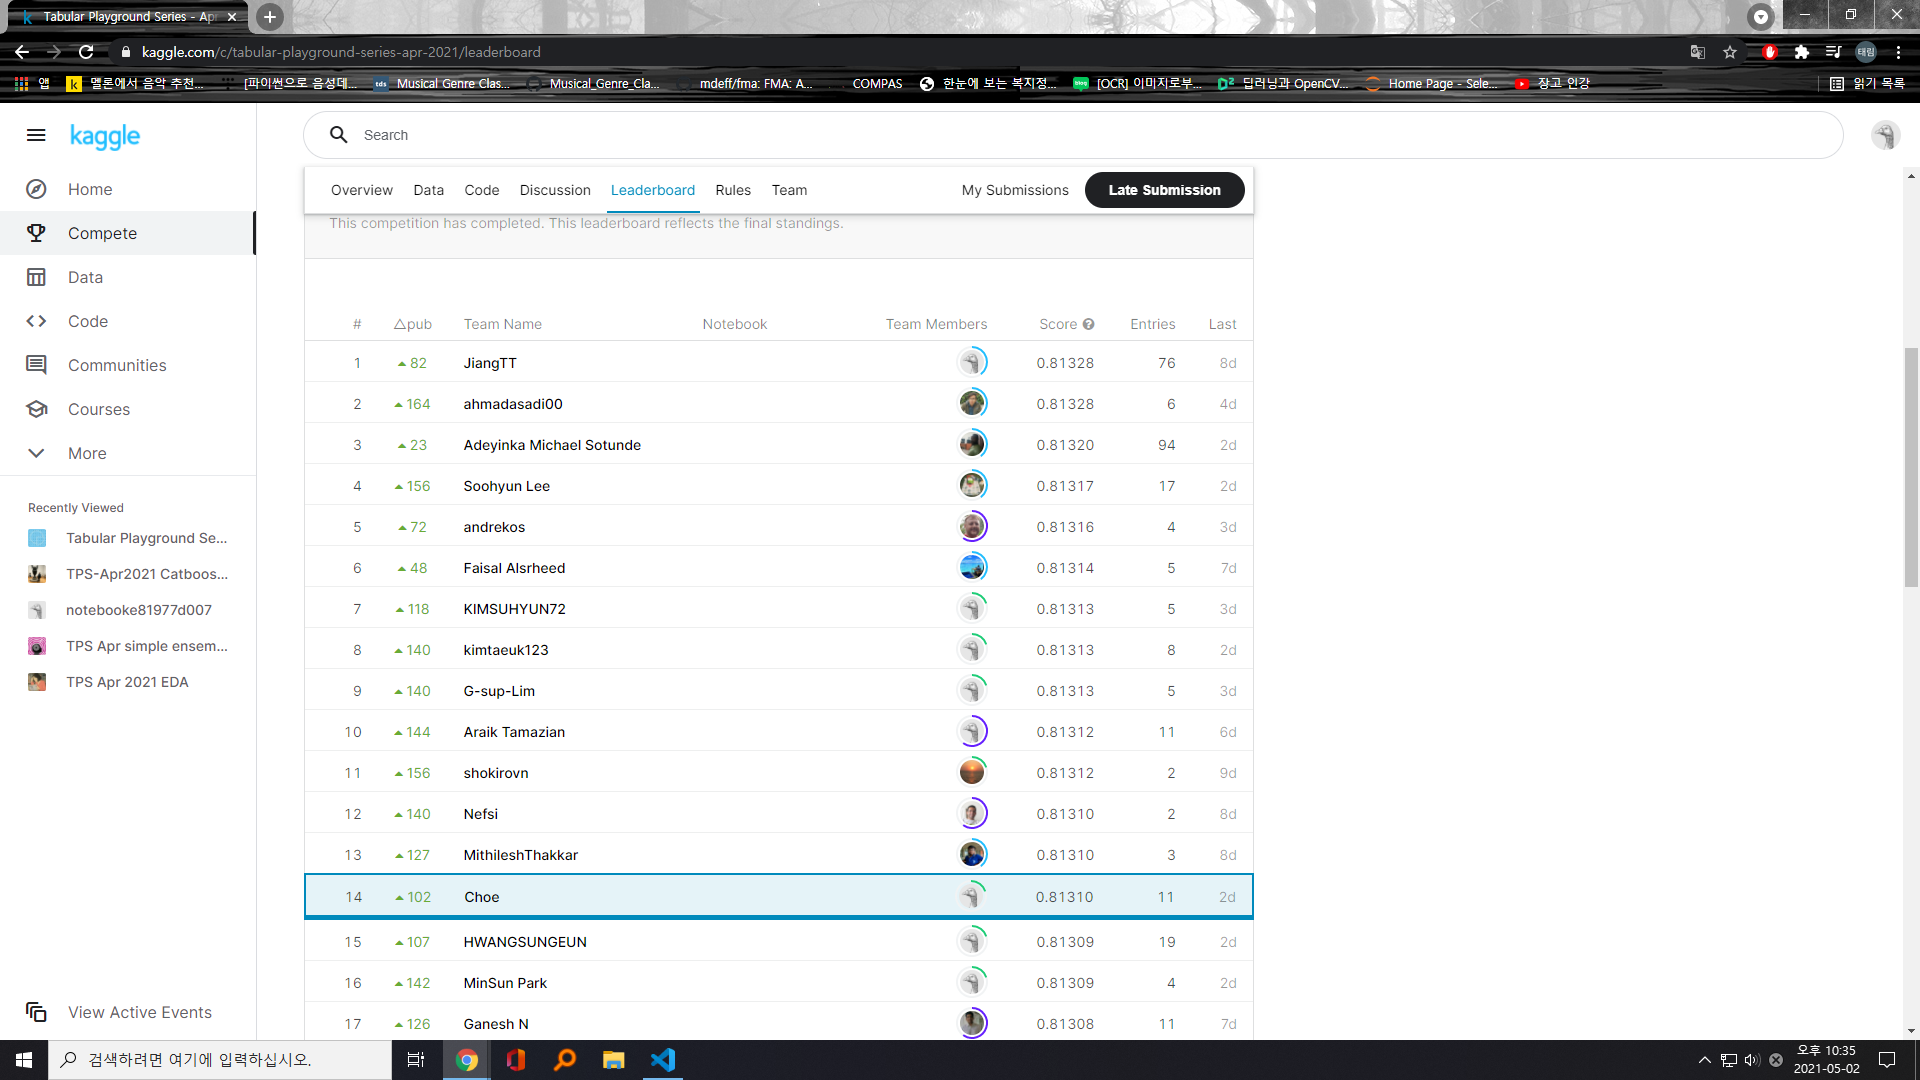 Tabular Playground Series - Ap
kaggle.com/c/tabular-playground-series-apr-2021/leaderboard
태림
앱
멜론에서 음악 추천...
[파이썬으로 음성데...
tds
Musical Genre Clas...
Musical_Genre_Cla...
mdeff/fma: FMA: A...
COMPAS
한눈에 보는 복지정...
blog
[OCR] 이미지로부...
딥러닝과 OpenCV...
Home Page - Sele...
장고 인강
읽기 목록
kaggle
Search
Home
Compete
Data
Code
Communities
Courses
More
Recently Viewed
Tabular Playground Se...
TPS-Apr2021 Catboos...
notebooke81977d007
TPS Apr simple ensem...
TPS Apr 2021 EDA
View Active Events
Overview Data Code Discussion Leaderboard Rules Team My Submissions Late Submission
This competition has completed. This leaderboard reflects the final standings.
# △pub Team Name Notebook Team Members Score Entries Last
1 82 JiangTT 0.81328 76 8d
2 164 ahmadasadi00 0.81328 6 4d
3 23 Adeyinka Michael Sotunde 0.81320 94 2d
4 156 Soohyun Lee 0.81317 17 2d
5 72 andrekos 0.81316 4 3d
6 48 Faisal Alsrheed 0.81314 5 7d
7 118 KIMSUHYUN72 0.81313 5 3d
8 140 kimtaeuk123 0.81313 8 2d
9 140 G-sup-Lim 0.81313 5 3d
10 144 Araik Tamazian 0.81312 11 6d
11 156 shokirovn 0.81312 2 9d
12 140 Nefsi 0.81310 2 8d
13 127 MithileshThakkar 0.81310 3 8d
14 102 Choe 0.81310 11 2d
15 107 HWANGSUNGEUN 0.81309 19 2d
16 142 MinSun Park 0.81309 4 2d
17 126 Ganesh N 0.81308 11 7d
검색하려면 여기에 입력하십시오.
오후 10:35
2021-05-02